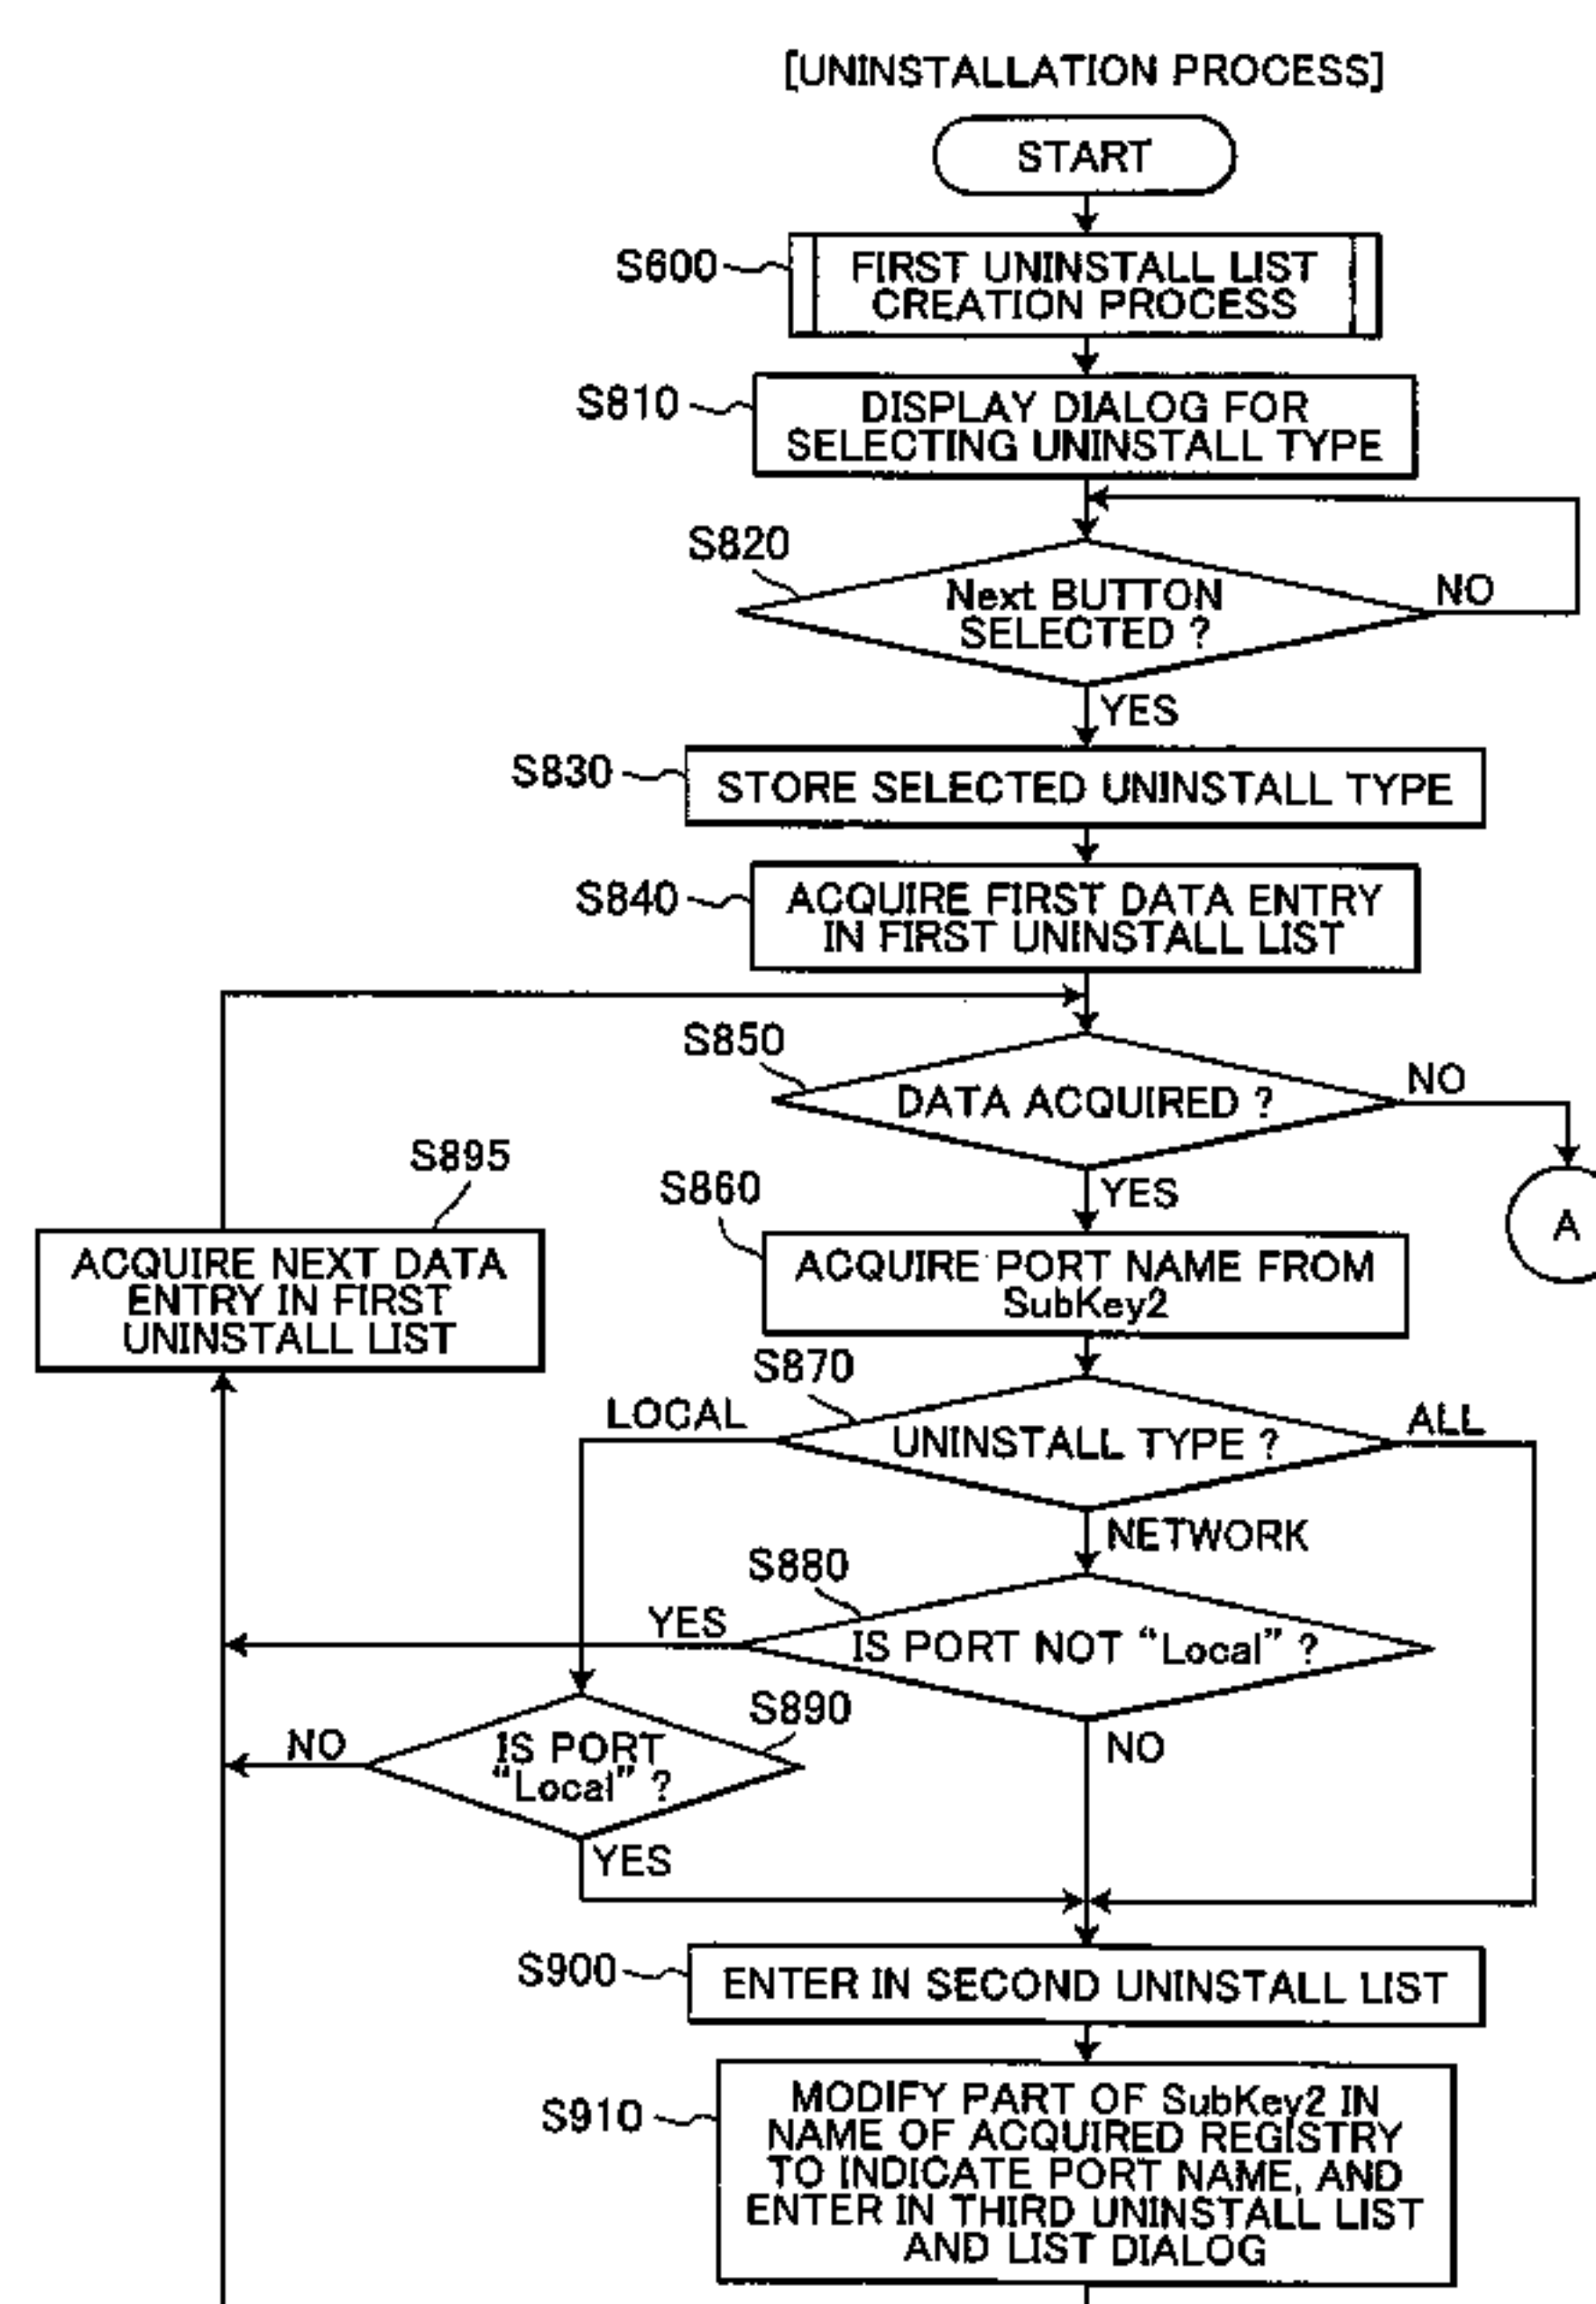 [UNINSTALLATION PROCESS]
START
S600
FIRST UNINSTALL LIST
CREATION PROCESS
S810
DISPLAY DIALOG FOR
SELECTING UNINSTALL TYPE
S820
Next BUTTON
SELECTED ?
NO
YES
S830
STORE SELECTED UNINSTALL TYPE
S840
ACQUIRE FIRST DATA ENTRY
IN FIRST UNINSTALL LIST
S850
DATA ACQUIRED ?
NO
A
YES
S895
ACQUIRE NEXT DATA
ENTRY IN FIRST
UNINSTALL LIST
S860
ACQUIRE PORT NAME FROM
SubKey2
S870
UNINSTALL TYPE ?
LOCAL
ALL
NETWORK
S880
IS PORT NOT “Local” ?
YES
NO
S890
IS PORT
“Local” ?
NO
YES
S900
ENTER IN SECOND UNINSTALL LIST
S910
MODIFY PART OF SubKey2 IN
NAME OF ACQUIRED REGISTRY
TO INDICATE PORT NAME, AND
ENTER IN THIRD UNINSTALL LIST
AND LIST DIALOG